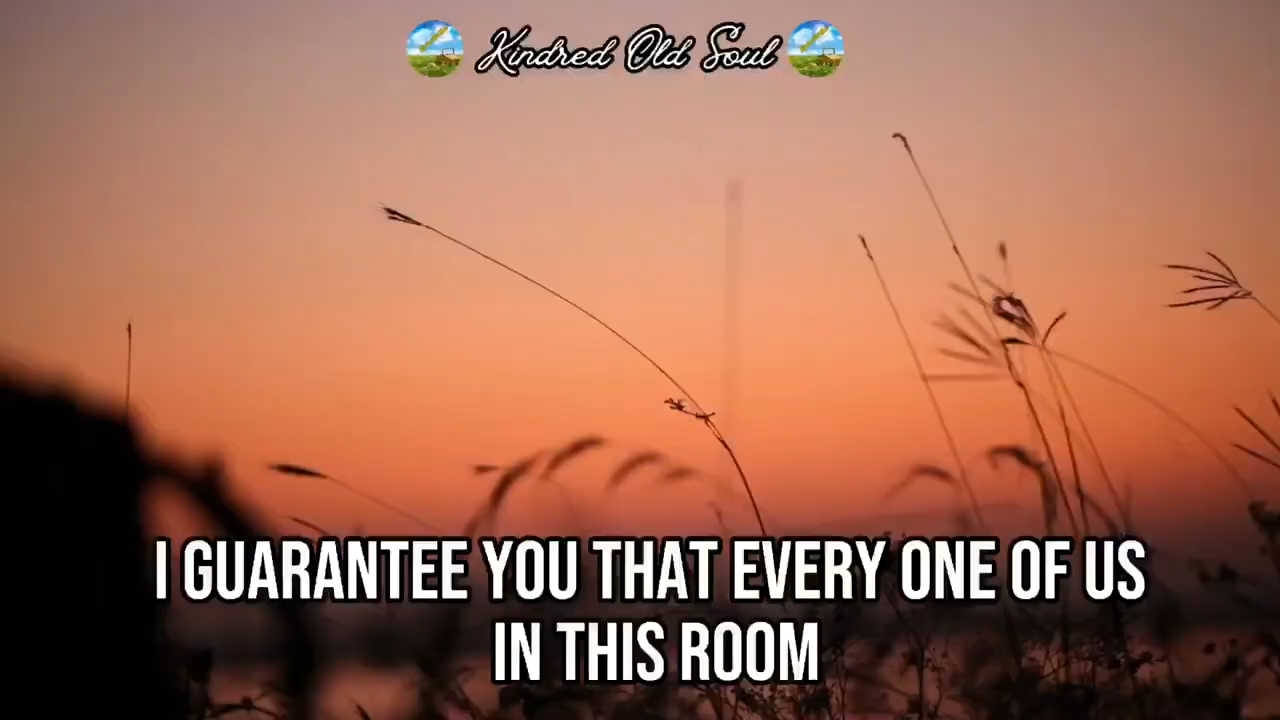 Kindred Old Soul
I GUARANTEE YOU THAT EVERY ONE OF US
IN THIS ROOM